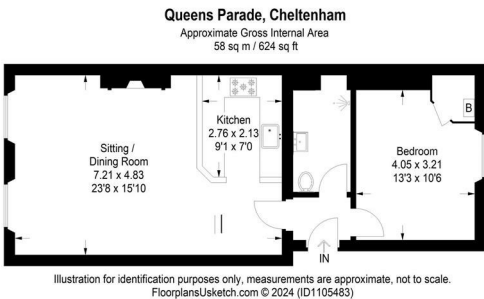 Queens Parade, Cheltenham
Approximate Gross Internal Area
58 sq m / 624 sq ft
Kitchen
2.76 x 2.13
9'1 x 7'0
B
Sitting /
Dining Room
7.21 x 4.83
23'8 x 15'10
Bedroom
4.05 x 3.21
13'3 x 10'6
IN
Illustration for identification purposes only, measurements are approximate, not to scale.
FloorplansUsketch.com © 2024 (ID1105483)